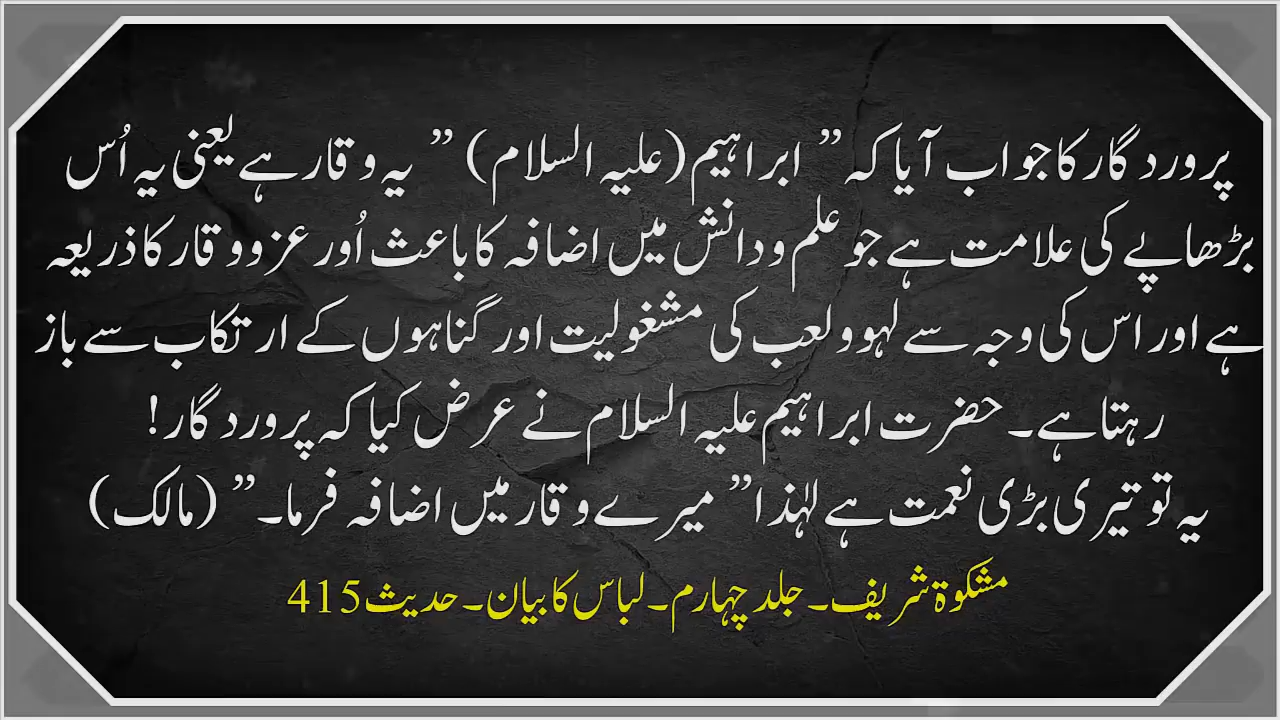 پروردگار کا جواب آیا کہ ” ابراہیم (علیہ السلام) ” یہ وقار ہے یعنی یہ اُس
بڑھاپے کی علامت ہے جو علم و دانش میں اضافہ کا باعث اُور عز و وقار کا ذریعہ
ہے اور اس کی وجہ سے لہو و لعب کی مشغولیت اور گناہوں کے ارتکاب سے باز
رہتا ہے۔ حضرت ابراہیم علیہ السلام نے عرض کیا کہ پروردگار!
یہ تو تیری بڑی نعمت ہے لہٰذا ” میرے وقار میں اضافہ فرما۔ ” (مالک)
مشکوۃ شریف۔ جلد چہارم۔ لباس کا بیان۔ حدیث 415